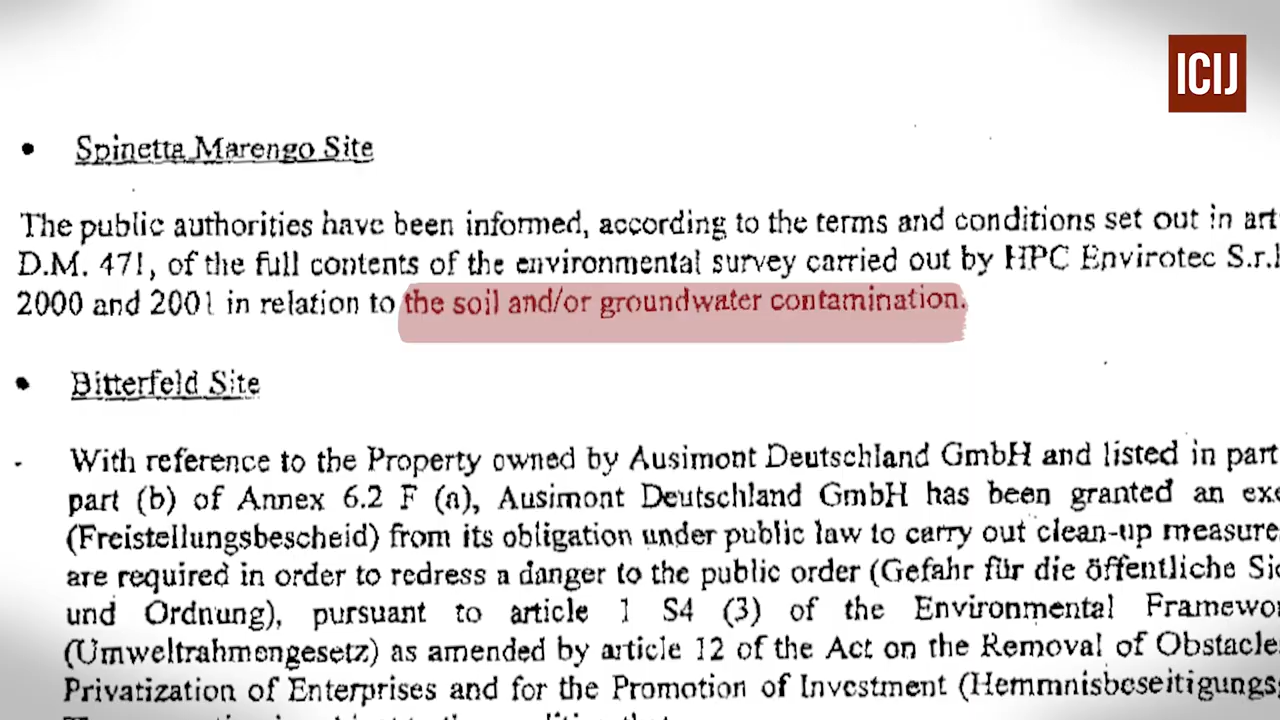 ICIJ
• Spinetta Marengo Site
The public authorities have been informed, according to the terms and conditions set out in art
D.M. 471, of the full contents of the environmental survey carried out by HPC Envirotec S.r.l
2000 and 2001 in relation to the soil and/or groundwater contamination.
• Bitterfeld Site
- With reference to the Property owned by Ausimont Deutschland GmbH and listed in part
part (b) of Annex 6.2 F (a), Ausimont Deutschland GmbH has been granted an exe
(Freistellungsbescheid) from its obligation under public law to carry out clean-up measure
are required in order to redress a danger to the public order (Gefahr für die öffentliche Sic
und Ordnung), pursuant to article 1 S4 (3) of the Environmental Framewor
(Umweltrahmengesetz) as amended by article 12 of the Act on the Removal of Obstacle
Privatization of Enterprises and for the Promotion of Investment (Hemmnisbeseitigungs